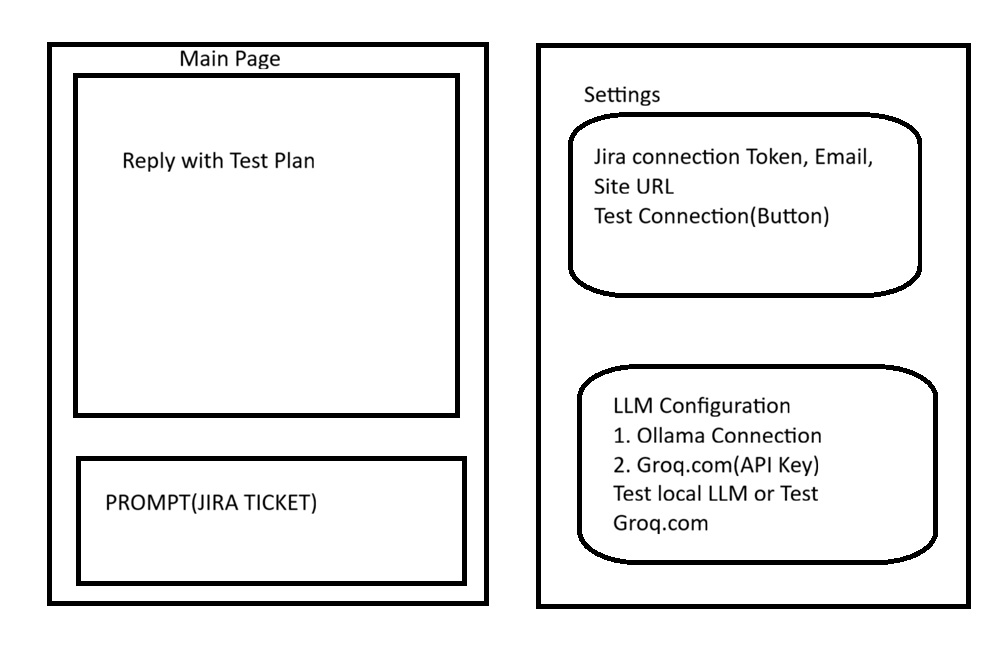 Main Page
Reply with Test Plan
PROMPT(JIRA TICKET)
Settings
Jira connection Token, Email,
Site URL
Test Connection(Button)
LLM Configuration
1. Ollama Connection
2. Groq.com(API Key)
Test local LLM or Test
Groq.com